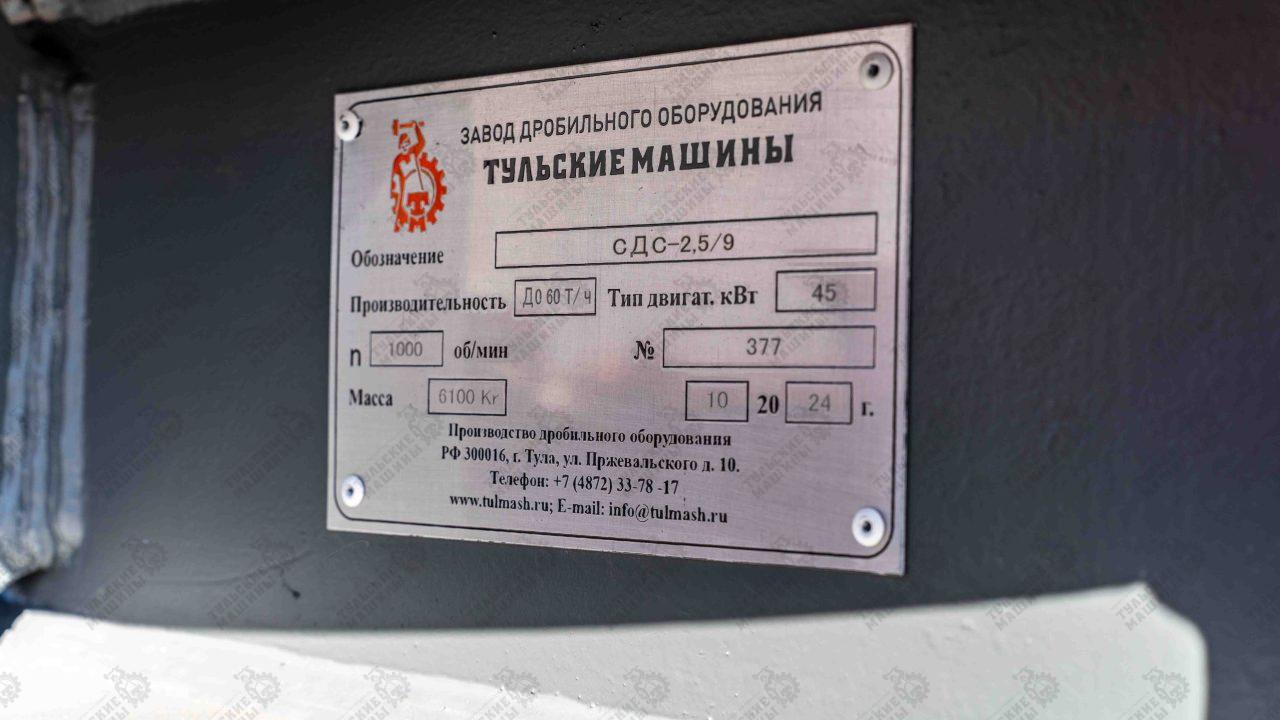 ЗАВОД ДРОБИЛЬНОГО ОБОРУДОВАНИЯ
ТУЛЬСКИЕ МАШИНЫ
Обозначение СДС-2,5/9
Производительность ДО 60 Т/Ч Тип двигат. кВт 45
n 1000 об/мин № 377
Масса 6100 Кг 10 20 24 г.
Производство дробильного оборудования
РФ 300016, г. Тула, ул. Пржевальского д. 10.
Телефон: +7 (4872) 33-78 -17
www.tulmash.ru; E-mail: info@tulmash.ru
ТУЛЬСКИЕ МАШИНЫ